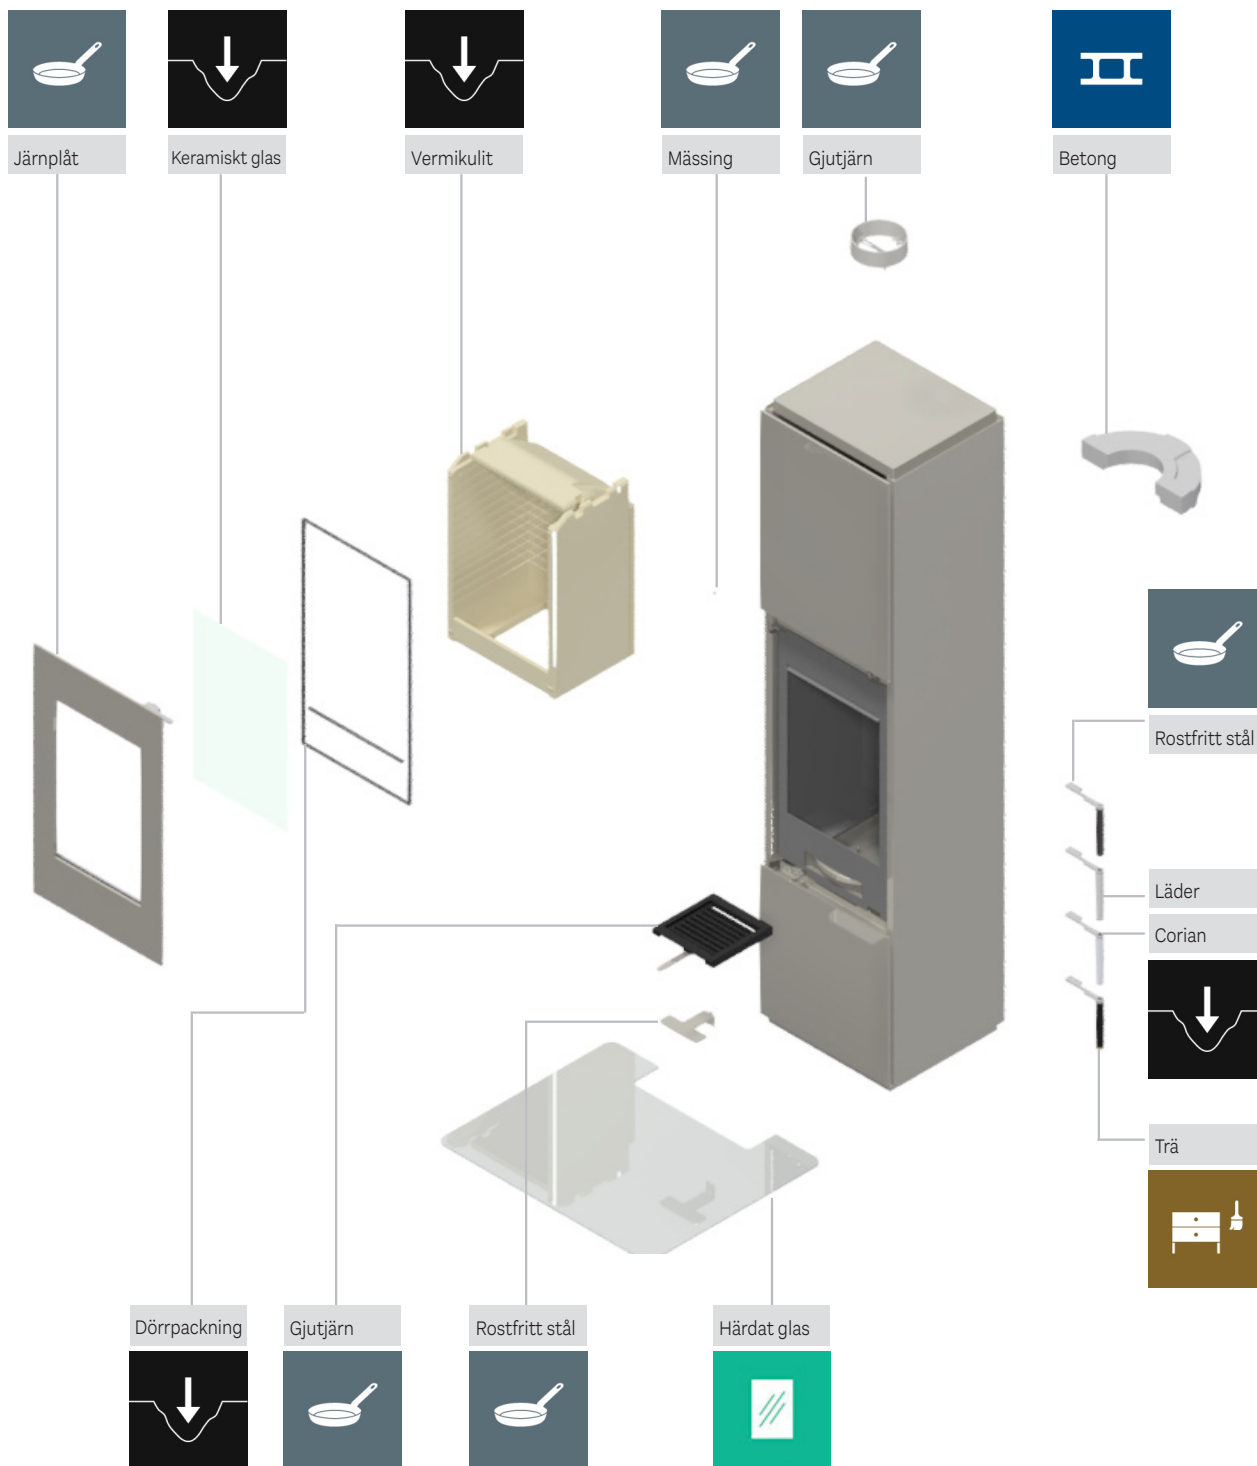 Järnplåt
Keramiskt glas
Vermikulit
Mässing
Gjutjärn
Betong
Rostfritt stål
Läder
Corian
Trä
Dörrpackning
Gjutjärn
Rostfritt stål
Härdat glas